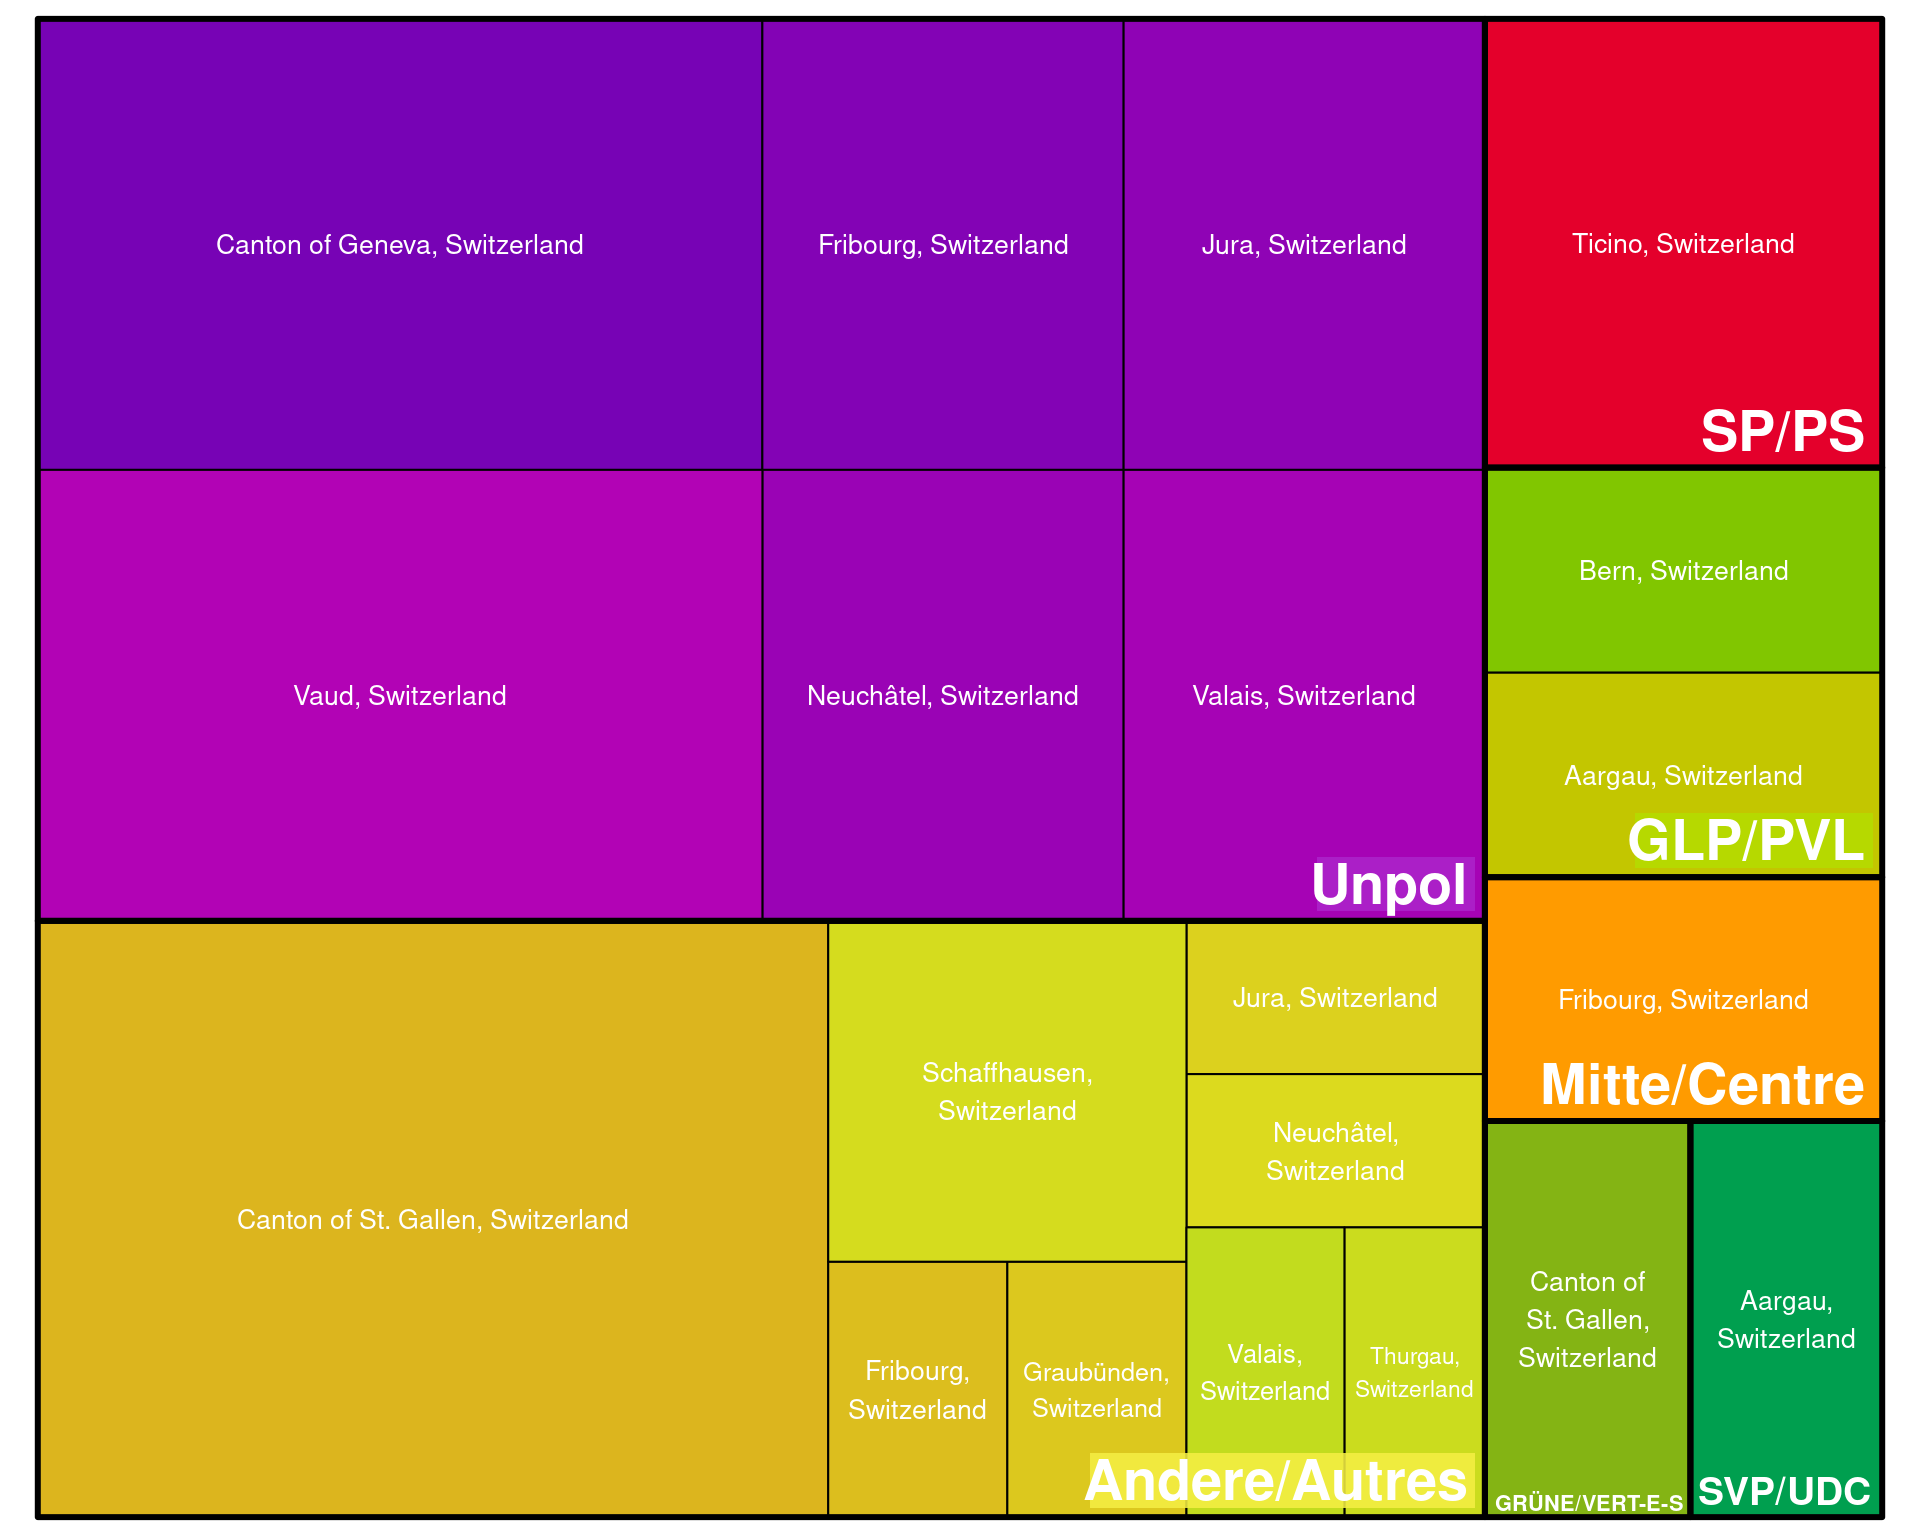 Canton of Geneva, Switzerland
Fribourg, Switzerland
Jura, Switzerland
Vaud, Switzerland
Neuchâtel, Switzerland
Valais, Switzerland
Unpol
Canton of St. Gallen, Switzerland
Schaffhausen,
Switzerland
Fribourg,
Switzerland
Graubünden,
Switzerland
Jura, Switzerland
Neuchâtel,
Switzerland
Valais,
Switzerland
Thurgau,
Switzerland
Andere/Autres
Ticino, Switzerland
SP/PS
Bern, Switzerland
Aargau, Switzerland
GLP/PVL
Fribourg, Switzerland
Mitte/Centre
Canton of
St. Gallen,
Switzerland
GRÜNE/VERT-E-S
Aargau,
Switzerland
SVP/UDC